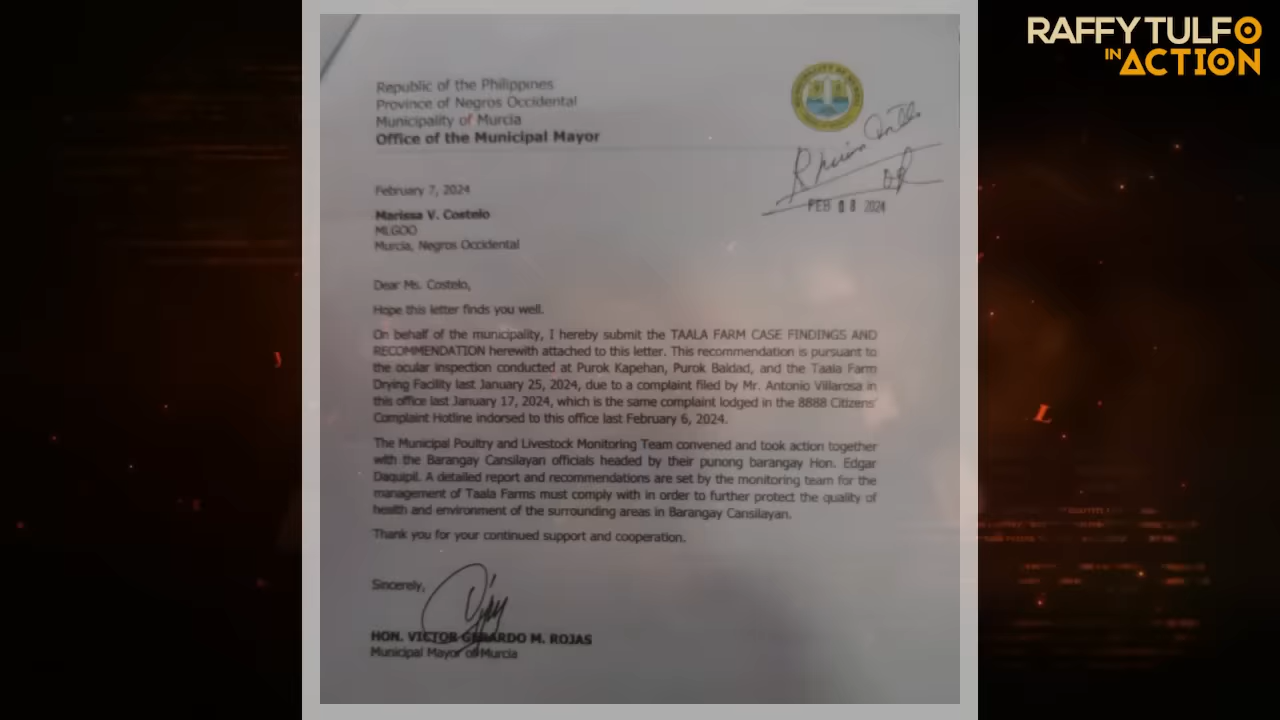 RAFFY TULFO
IN ACTION
Republic of the Philippines
Province of Negros Occidental
Municipality of Murcia
Office of the Municipal Mayor
FEB 08 2024
February 7, 2024
Marissa V. Costelo
MLGOO
Murcia, Negros Occidental
Dear Ms. Costelo,
Hope this letter finds you well.
On behalf of the municipality, I hereby submit the TAALA FARM CASE FINDINGS AND
RECOMMENDATION herewith attached to this letter. This recommendation is pursuant to
the ocular inspection conducted at Purok Kapehan, Purok Baldad, and the Taala Farm
Drying Facility last January 25, 2024, due to a complaint filed by Mr. Antonio Villarosa in
this office last January 17, 2024, which is the same complaint lodged in the 8888 Citizens'
Complaint Hotline indorsed to this office last February 6, 2024.
The Municipal Poultry and Livestock Monitoring Team convened and took action together
with the Barangay Cansilayan officials headed by their punong barangay Hon. Edgar
Daquipil. A detailed report and recommendations are set by the monitoring team for the
management of Taala Farms must comply with in order to further protect the quality of
health and environment of the surrounding areas in Barangay Cansilayan.
Thank you for your continued support and cooperation.
Sincerely,
HON. VICTOR GERARDO M. ROJAS
Municipal Mayor of Murcia